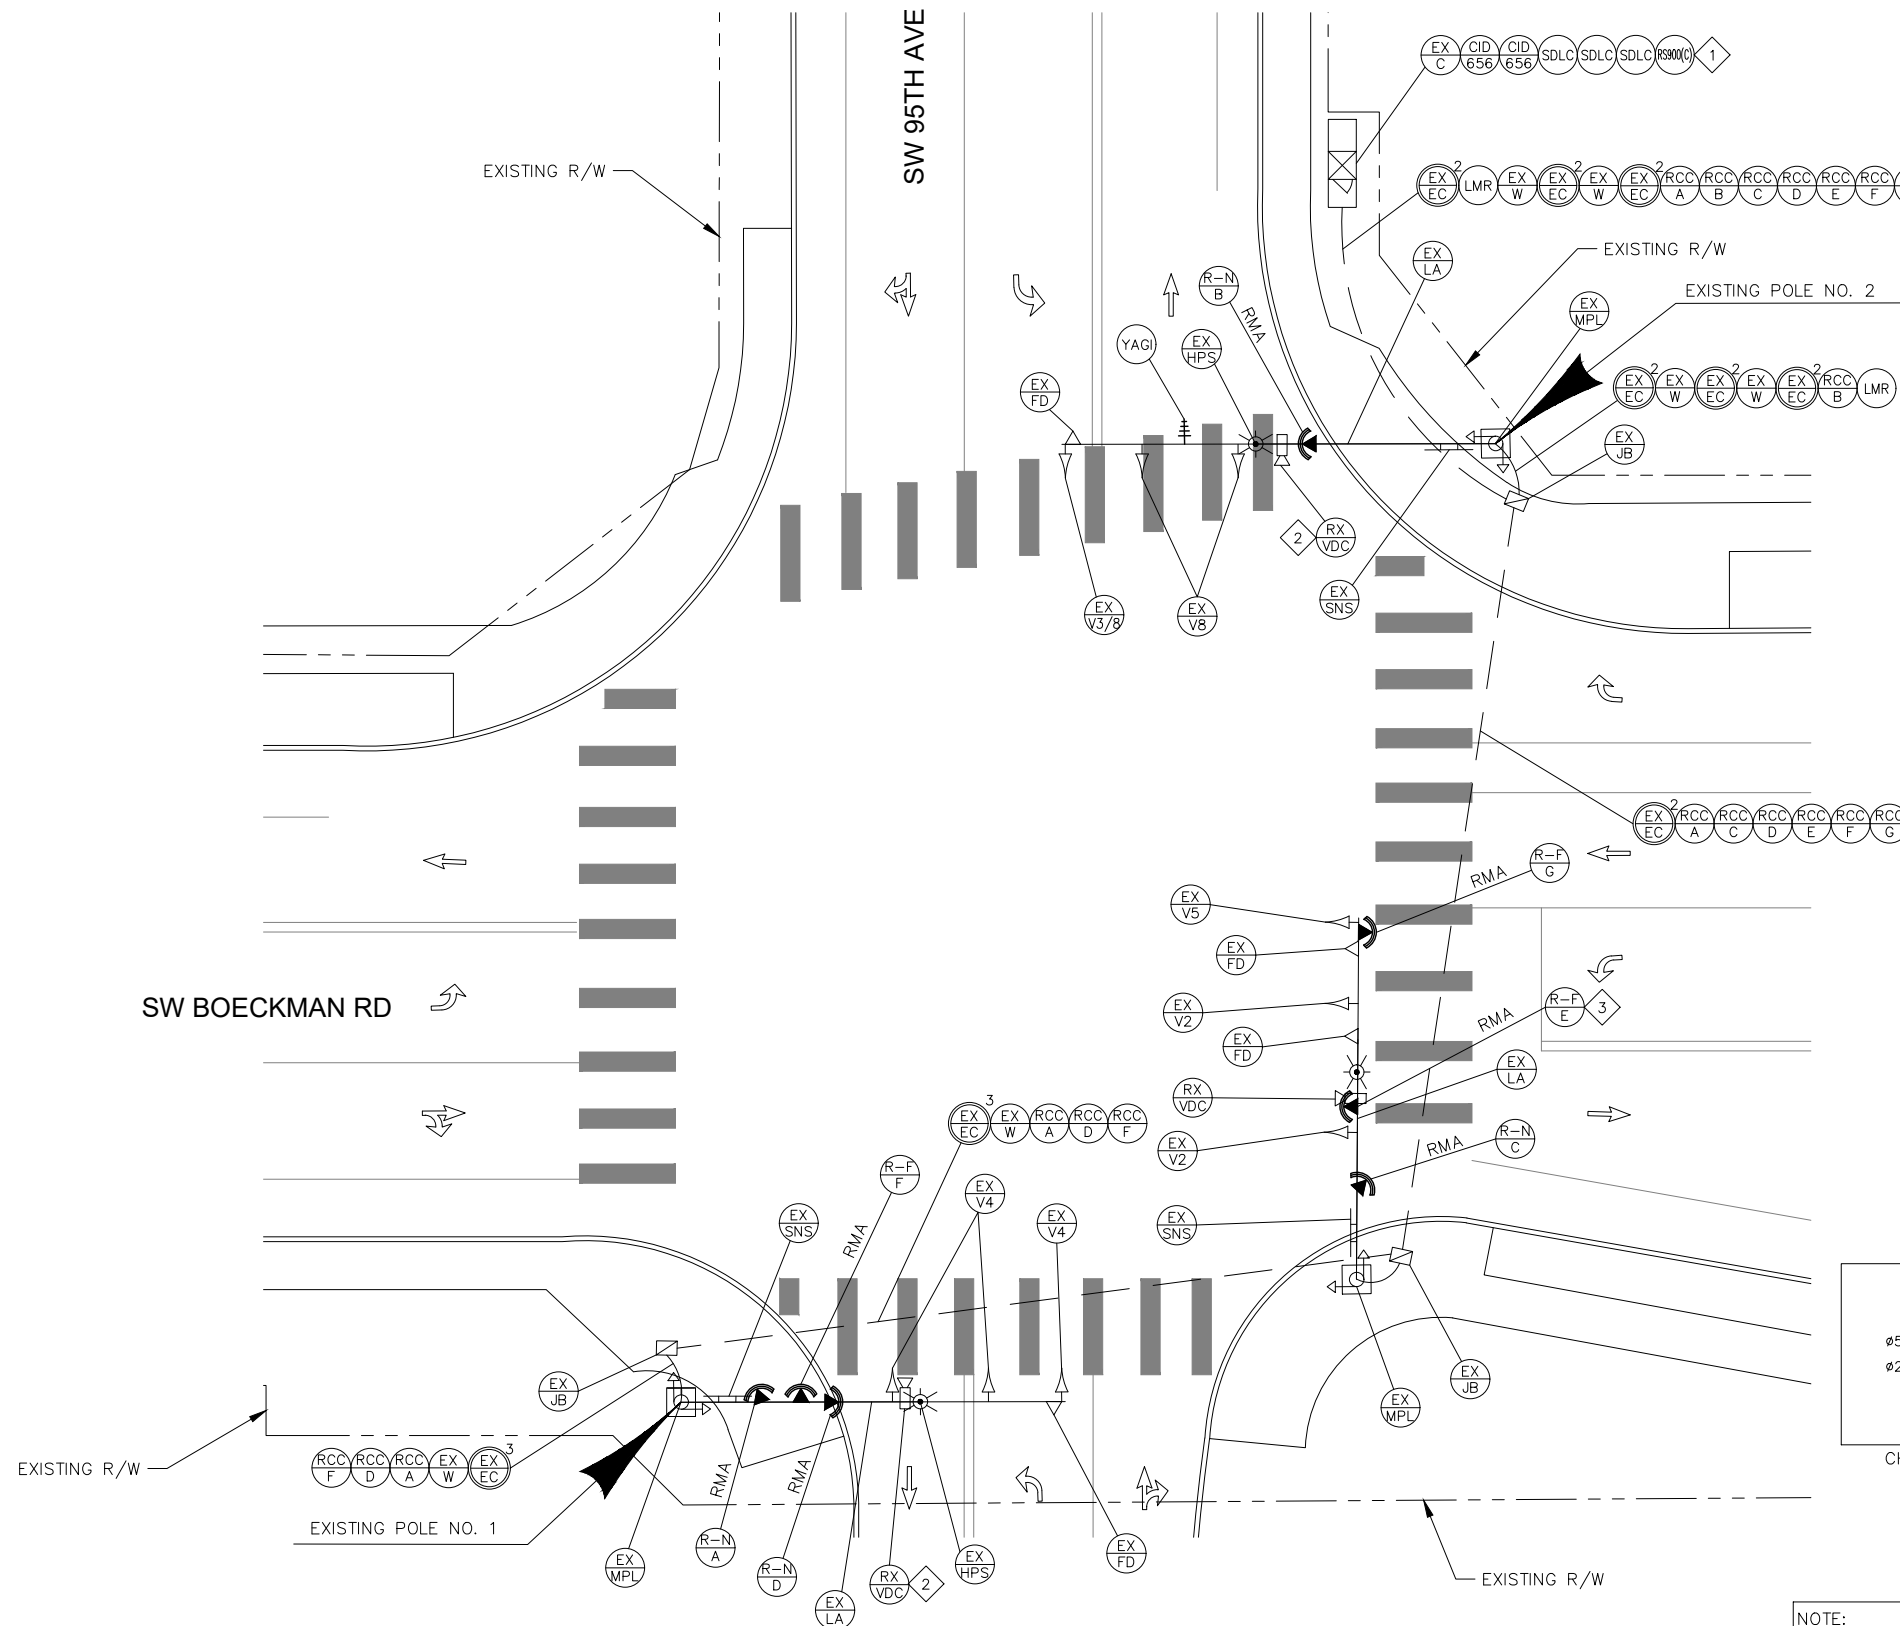 SW 95TH AVE
EX
C
CID
656
CID
656
SDLC
SDLC
SDLC
RS900(C)
1
EXISTING R/W
EX
EC
2
LMR
EX
W
EX
EC
2
EX
W
EX
EC
2
RCC
A
RCC
B
RCC
C
RCC
D
RCC
E
RCC
F
EXISTING R/W
EX
LA
R-N
B
RMA
EXISTING POLE NO. 2
EX
MPL
YAGI
EX
HPS
EX
FD
EX
EC
2
EX
W
EX
EC
2
EX
W
EX
EC
2
RCC
B
LMR
EX
JB
2
RX
VDC
EX
SNS
EX
V3/8
EX
V8
EX
EC
2
RCC
A
RCC
C
RCC
D
RCC
E
RCC
F
RCC
G
R-F
G
RMA
EX
V5
EX
FD
SW BOECKMAN RD
EX
V2
R-F
E
3
RMA
EX
FD
EX
LA
RX
VDC
EX
EC
3
EX
W
RCC
A
RCC
D
RCC
F
EX
V2
R-N
C
RMA
R-F
F
RMA
EX
V4
EX
V4
EX
SNS
EX
SNS
EX
JB
EX
JB
EX
MPL
ø5
ø2
CH
EXISTING R/W
RCC
F
RCC
D
RCC
A
EX
W
EX
EC
3
RMA
RMA
EXISTING POLE NO. 1
EX
MPL
R-N
A
R-N
D
EX
LA
RX
VDC
2
EX
HPS
EX
FD
EXISTING R/W
NOTE: